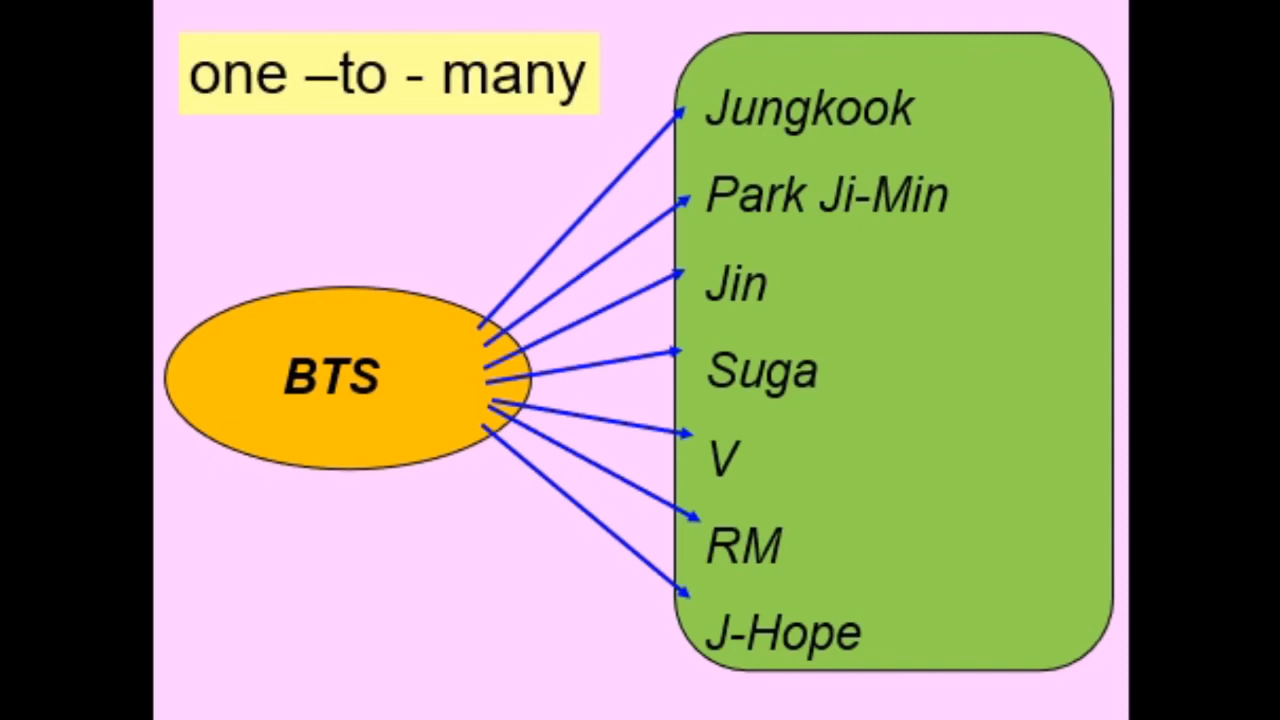 one –to - many
BTS
Jungkook
Park Ji-Min
Jin
Suga
V
RM
J-Hope